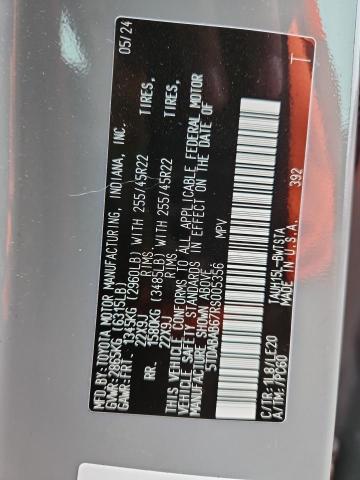 MFD.BY:TOYOTA MOTOR MANUFACTURING, INDIANA, INC. 05/24
GVWR:2865KG (6315LB)
GAWR:FRT. 1345KG (2960LB) WITH 255/45R22 TIRES,
22X9J RIMS
RR. 1580KG (3485LB) WITH 255/45R22 TIRES,
22X9J RIMS
THIS VEHICLE CONFORMS TO ALL APPLICABLE FEDERAL MOTOR
VEHICLE SAFETY STANDARDS IN EFFECT ON THE DATE OF
MANUFACTURE SHOWN ABOVE.
5TDABAB67RS005356 MPV
T
392
C/TR:1L8/LE20 TAUH15L-BWTSTA
A/TM: /PC60 MADE IN U.S.A.